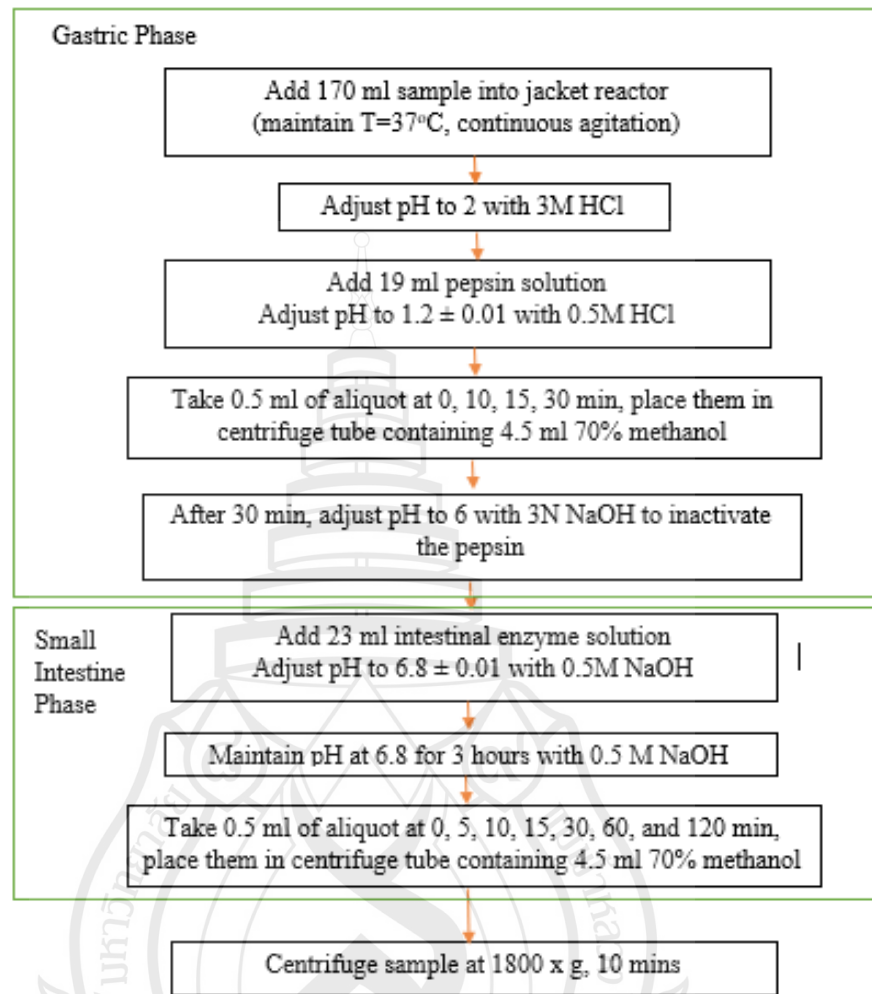 Gastric Phase
Add 170 ml sample into jacket reactor
(maintain T=37°C, continuous agitation)
Adjust pH to 2 with 3M HCl
Add 19 ml pepsin solution
Adjust pH to 1.2 ± 0.01 with 0.5M HCl
Take 0.5 ml of aliquot at 0, 10, 15, 30 min, place them in
centrifuge tube containing 4.5 ml 70% methanol
After 30 min, adjust pH to 6 with 3N NaOH to inactivate
the pepsin
Small
Intestine
Phase
Add 23 ml intestinal enzyme solution
Adjust pH to 6.8 ± 0.01 with 0.5M NaOH
Maintain pH at 6.8 for 3 hours with 0.5 M NaOH
Take 0.5 ml of aliquot at 0, 5, 10, 15, 30, 60, and 120 min,
place them in centrifuge tube containing 4.5 ml 70% methanol
Centrifuge sample at 1800 x g, 10 mins